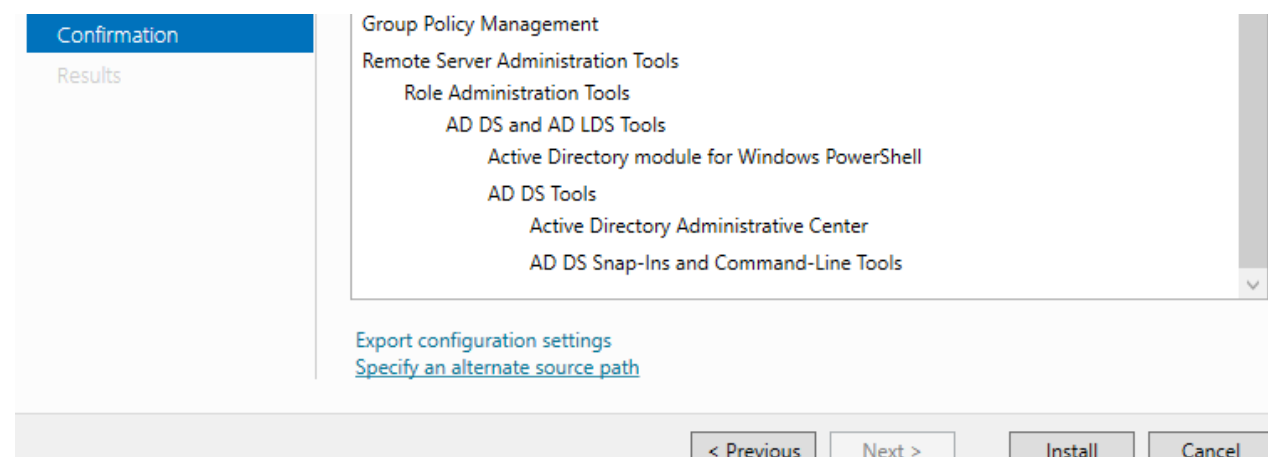 Confirmation
Results
Group Policy Management
Remote Server Administration Tools
Role Administration Tools
AD DS and AD LDS Tools
Active Directory module for Windows PowerShell
AD DS Tools
Active Directory Administrative Center
AD DS Snap-Ins and Command-Line Tools
Export configuration settings
Specify an alternate source path
< Previous Next > Install Cancel